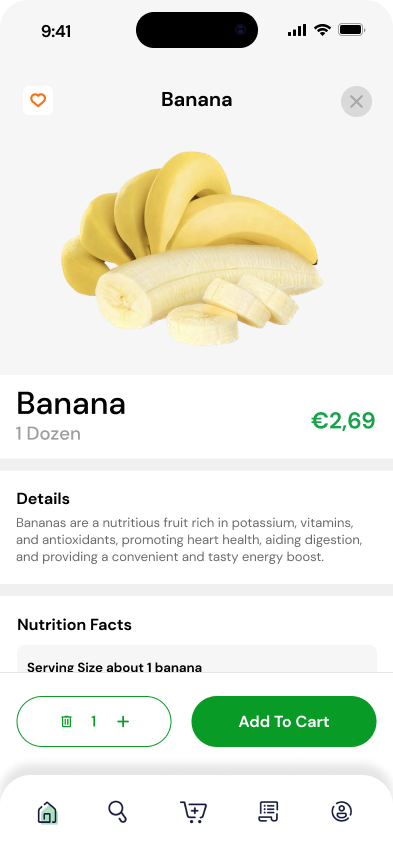 9:41
Banana
Banana
1 Dozen
€2,69
Details
Bananas are a nutritious fruit rich in potassium, vitamins,
and antioxidants, promoting heart health, aiding digestion,
and providing a convenient and tasty energy boost.
Nutrition Facts
Serving Size about 1 banana
1
Add To Cart